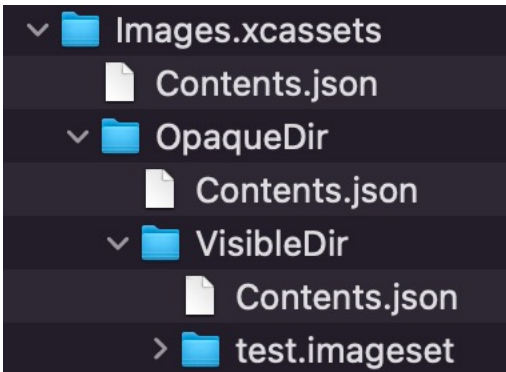 Images.xcassets
Contents.json
OpaqueDir
Contents.json
VisibleDir
Contents.json
test.imageset